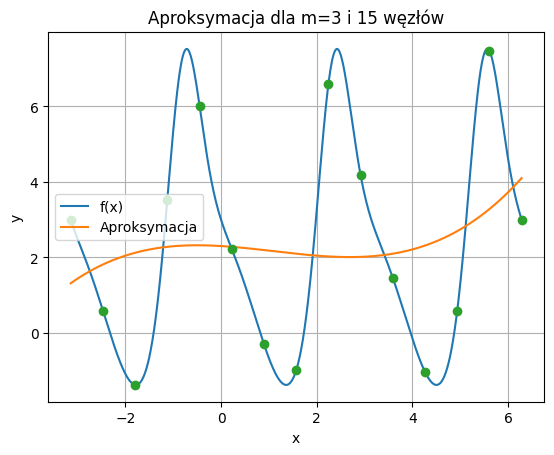 Aproksymacja dla m=3 i 15 węzłów
6
4
2
0
y
f(x)
Aproksymacja
−2 0 2 4 6
x